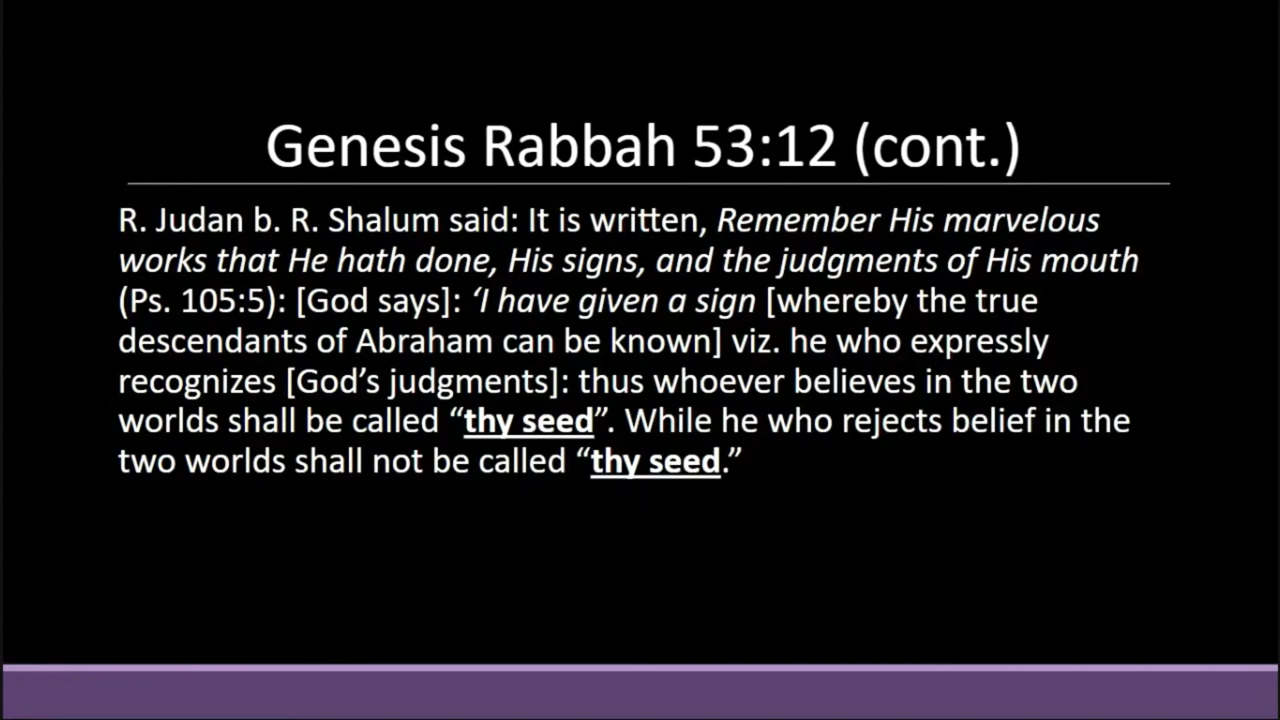 Genesis Rabbah 53:12 (cont.)
R. Judan b. R. Shalum said: It is written, Remember His marvelous
works that He hath done, His signs, and the judgments of His mouth
(Ps. 105:5): [God says]: ‘I have given a sign [whereby the true
descendants of Abraham can be known] viz. he who expressly
recognizes [God’s judgments]: thus whoever believes in the two
worlds shall be called “thy seed”. While he who rejects belief in the
two worlds shall not be called “thy seed.”